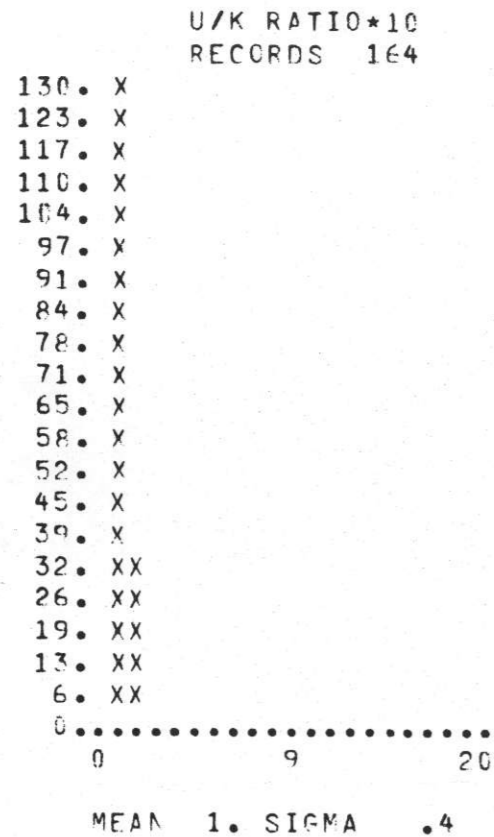 U/K RATIO*10
RECORDS 164
130. X
123. X
117. X
110. X
104. X
97. X
91. X
84. X
78. X
71. X
65. X
58. X
52. X
45. X
39. X
32. XX
26. XX
19. XX
13. XX
6. XX
0......................
0 9 20
MEAN 1. SIGMA .4